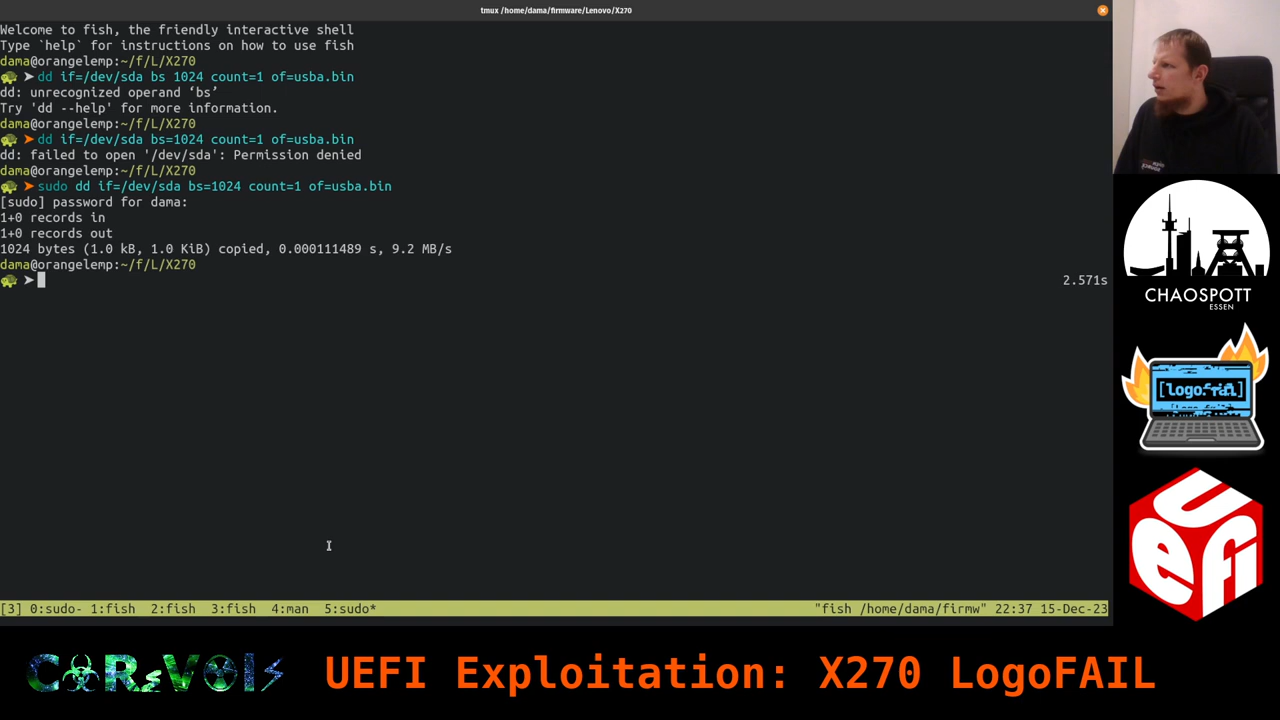 tmux /home/dama/firmware/Lenovo/X270
Welcome to fish, the friendly interactive shell
Type `help` for instructions on how to use fish
dama@orangelemp:~/f/L/X270
dd if=/dev/sda bs 1024 count=1 of=usba.bin
dd: unrecognized operand ‘bs’
Try 'dd --help' for more information.
dama@orangelemp:~/f/L/X270
dd if=/dev/sda bs=1024 count=1 of=usba.bin
dd: failed to open '/dev/sda': Permission denied
dama@orangelemp:~/f/L/X270
sudo dd if=/dev/sda bs=1024 count=1 of=usba.bin
[sudo] password for dama:
1+0 records in
1+0 records out
1024 bytes (1.0 kB, 1.0 KiB) copied, 0.000111489 s, 9.2 MB/s
dama@orangelemp:~/f/L/X270
2.571s
[3] 0:sudo- 1:fish 2:fish 3:fish 4:man 5:sudo* "fish /home/dama/firmw" 22:37 15-Dec-23
CHAOSPOTT
ESSEN
[logofail]
UEFI
UEFI Exploitation: X270 LogoFAIL